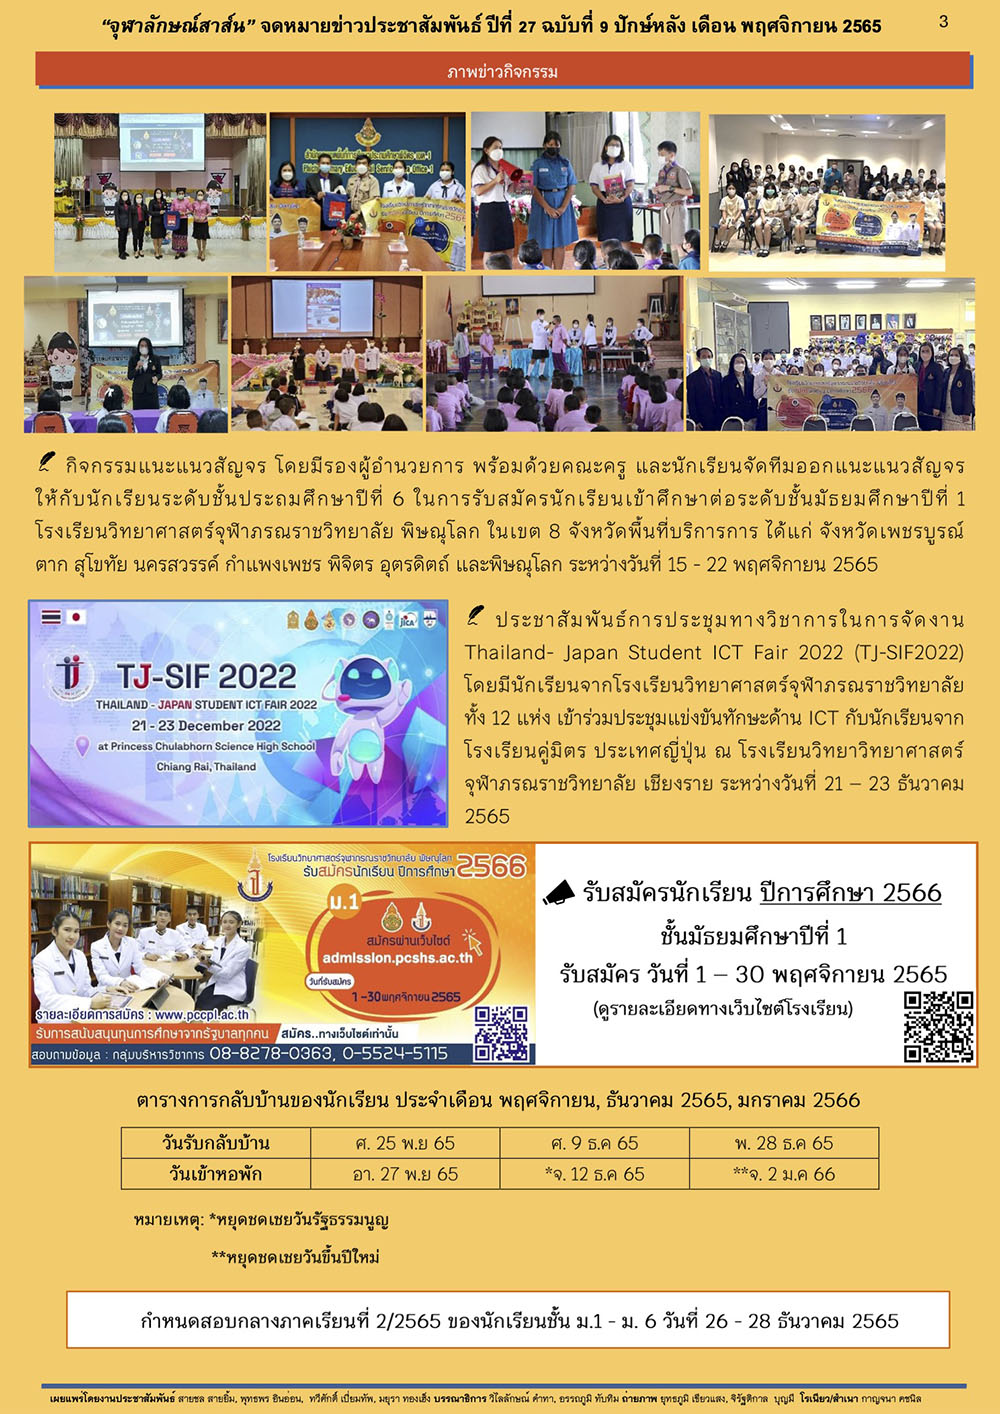 “จุฬาลักษณ์สาส์น” จดหมายข่าวประชาสัมพันธ์ ปีที่ 27 ฉบับที่ 9 ปักษ์หลัง เดือน พฤศจิกายน 2565
3
ภาพข่าวกิจกรรม
กิจกรรมแนะแนวสัญจร โดยมีรองผู้อำนวยการ พร้อมด้วยคณะครู และนักเรียนจัดทีมออกแนะแนวสัญจร
ให้กับนักเรียนระดับชั้นประถมศึกษาปีที่ 6 ในการรับสมัครนักเรียนเข้าศึกษาต่อระดับชั้นมัธยมศึกษาปีที่ 1
โรงเรียนวิทยาศาสตร์จุฬาภรณราชวิทยาลัย พิษณุโลก ในเขต 8 จังหวัดพื้นที่บริการการ ได้แก่ จังหวัดเพชรบูรณ์
ตาก สุโขทัย นครสวรรค์ กำแพงเพชร พิจิตร อุตรดิตถ์ และพิษณุโลก ระหว่างวันที่ 15 - 22 พฤศจิกายน 2565
JICA
TJ-SIF 2022
THAILAND - JAPAN STUDENT ICT FAIR 2022
21 - 23 December 2022
at Princess Chulabhorn Science High School
Chiang Rai, Thailand
ประชาสัมพันธ์การประชุมทางวิชาการในการจัดงาน
Thailand- Japan Student ICT Fair 2022 (TJ-SIF2022)
โดยมีนักเรียนจากโรงเรียนวิทยาศาสตร์จุฬาภรณราชวิทยาลัย
ทั้ง 12 แห่ง เข้าร่วมประชุมแข่งขันทักษะด้าน ICT กับนักเรียนจาก
โรงเรียนคู่มิตร ประเทศญี่ปุ่น ณ โรงเรียนวิทยาวิทยาศาสตร์
จุฬาภรณราชวิทยาลัย เชียงราย ระหว่างวันที่ 21 – 23 ธันวาคม
2565
โรงเรียนวิทยาศาสตร์จุฬาภรณราชวิทยาลัย พิษณุโลก
รับสมัครนักเรียน ปีการศึกษา 2566
ม.1
สมัครผ่านเว็บไซต์
admission.pcshs.ac.th
วันที่รับสมัคร
1 -30พฤศจิกายน 2565
รายละเอียดการสมัคร : www.pccpl.ac.th
รับการสนับสนุนทุนการศึกษาจากรัฐบาลทุกคน สมัคร..ทางเว็บไซต์เท่านั้น
สอบถามข้อมูล : กลุ่มบริหารวิชาการ 08-8278-0363, 0-5524-5115
รับสมัครนักเรียน ปีการศึกษา 2566
ชั้นมัธยมศึกษาปีที่ 1
รับสมัคร วันที่ 1 – 30 พฤศจิกายน 2565
(ดูรายละเอียดทางเว็บไซต์โรงเรียน)
ตารางการกลับบ้านของนักเรียน ประจำเดือน พฤศจิกายน, ธันวาคม 2565, มกราคม 2566
วันรับกลับบ้าน ศ. 25 พ.ย 65 ศ. 9 ธ.ค 65 พ. 28 ธ.ค 65
วันเข้าหอพัก อา. 27 พ.ย 65 *จ. 12 ธ.ค 65 **จ. 2 ม.ค 66
หมายเหตุ: *หยุดชดเชยวันรัฐธรรมนูญ
**หยุดชดเชยวันขึ้นปีใหม่
กำหนดสอบกลางภาคเรียนที่ 2/2565 ของนักเรียนชั้น ม.1 - ม. 6 วันที่ 26 - 28 ธันวาคม 2565
เผยแพร่โดยงานประชาสัมพันธ์ สายชล สายยิ้ม, พุทธพร อินอ่อน, ทวีศักดิ์ เปี่ยมทัพ, มยุรา ทองเฮ็ง บรรณาธิการ วิไลลักษณ์ คำทา, อรรถภูมิ ทับทิม ถ่ายภาพ ยุทธภูมิ เขียวแสง, จิรัฐติกาล บุญมี โรเนียว/สำเนา กาญจนา คชนิล